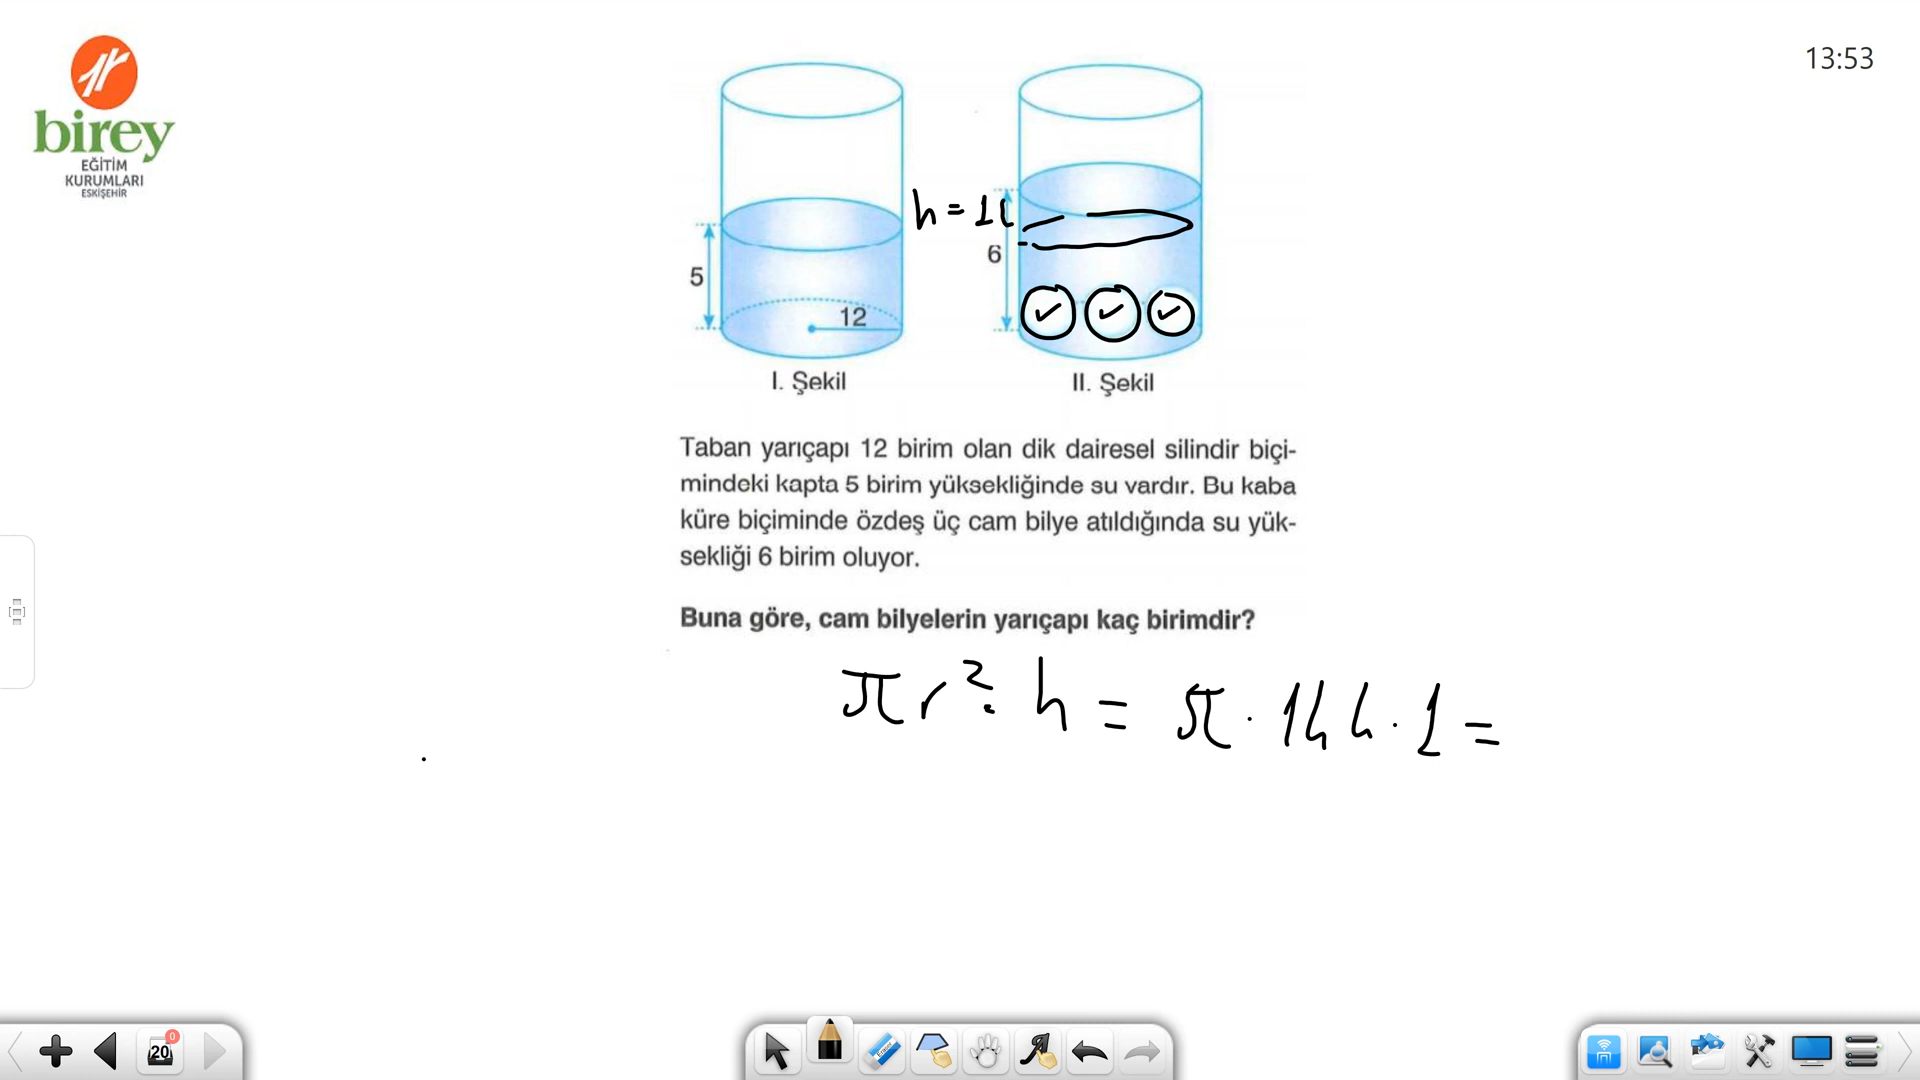 13:53
birey
EĞİTİM
KURUMLARI
ESKİŞEHİR
h = 1
5
12
6
I. Şekil
II. Şekil
Taban yarıçapı 12 birim olan dik dairesel silindir biçi-
mindeki kapta 5 birim yüksekliğinde su vardır. Bu kaba
küre biçiminde özdeş üç cam bilye atıldığında su yük-
sekliği 6 birim oluyor.
Buna göre, cam bilyelerin yarıçapı kaç birimdir?
πr². h = π · 144 · 1 =
20
0